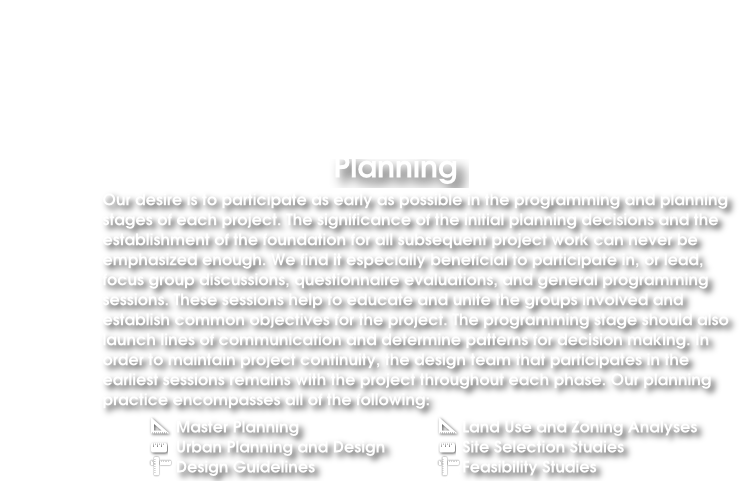 Planning
Our desire is to participate as early as possible in the programming and planning
stages of each project. The significance of the initial planning decisions and the
establishment of the foundation for all subsequent project work can never be
emphasized enough. We find it especially beneficial to participate in, or lead,
focus group discussions, questionnaire evaluations, and general programming
sessions. These sessions help to educate and unite the groups involved and
establish common objectives for the project. The programming stage should also
launch lines of communication and determine patterns for decision making. In
order to maintain project continuity, the design team that participates in the
earliest sessions remains with the project throughout each phase. Our planning
practice encompasses all of the following:
Master Planning
Urban Planning and Design
Design Guidelines
Land Use and Zoning Analyses
Site Selection Studies
Feasibility Studies